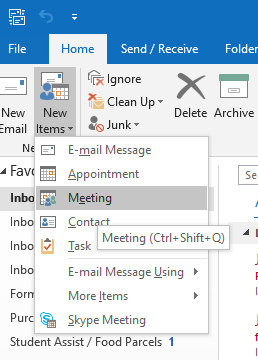 File
Home
Send / Receive
Folder
New
Email
New
Items
Ignore
Clean Up
Junk
Delete
Archive
Favo
Inbo
Inbo
Inbo
Inbo
Form
Purc
Student Assist / Food Parcels 1
E-mail Message
Appointment
Meeting
Contact
Task
E-mail Message Using
More Items
Skype Meeting
Meeting (Ctrl+Shift+Q)
Sea